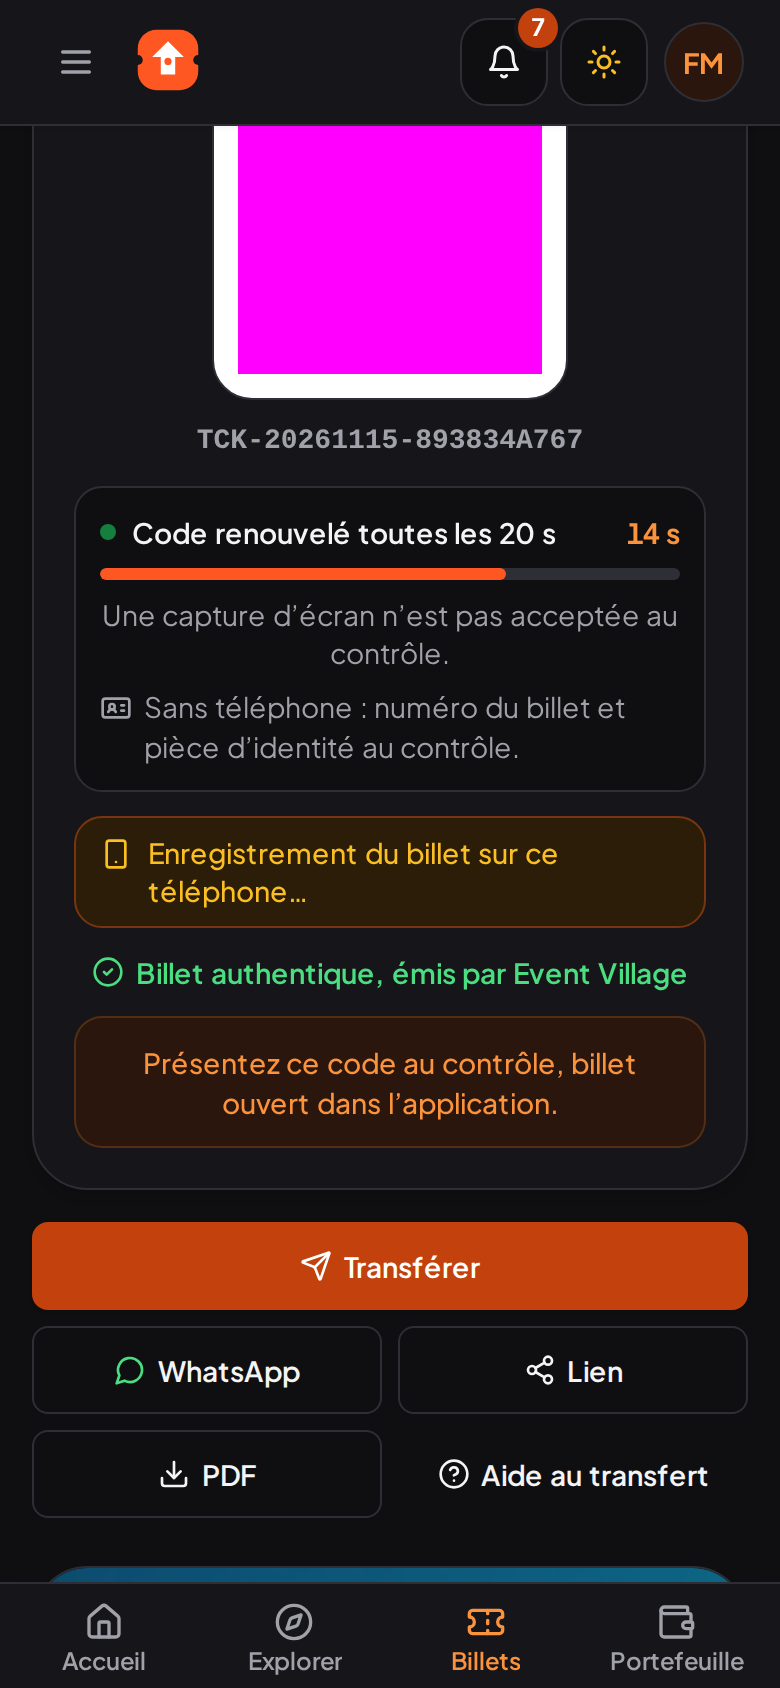 7
FM
TCK-20261115-893834A767
Code renouvelé toutes les 20 s
14 s
Une capture d’écran n’est pas acceptée au
contrôle.
Sans téléphone : numéro du billet et
pièce d’identité au contrôle.
Enregistrement du billet sur ce
téléphone…
Billet authentique, émis par Event Village
Présentez ce code au contrôle, billet
ouvert dans l’application.
Transférer
WhatsApp
Lien
PDF
Aide au transfert
Accueil
Explorer
Billets
Portefeuille